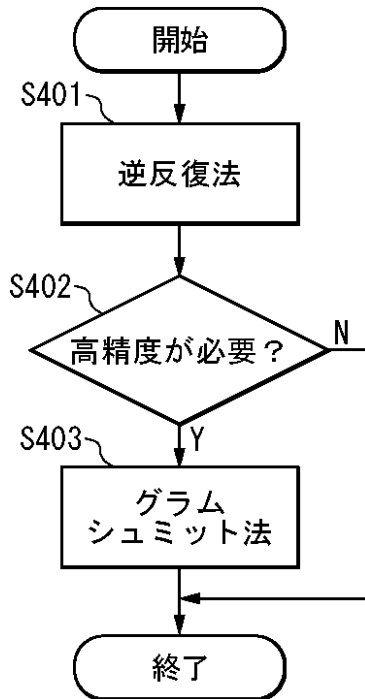 開始
S401
逆反復法
S402
高精度が必要?
N
Y
S403
グラム
シュミット法
終了